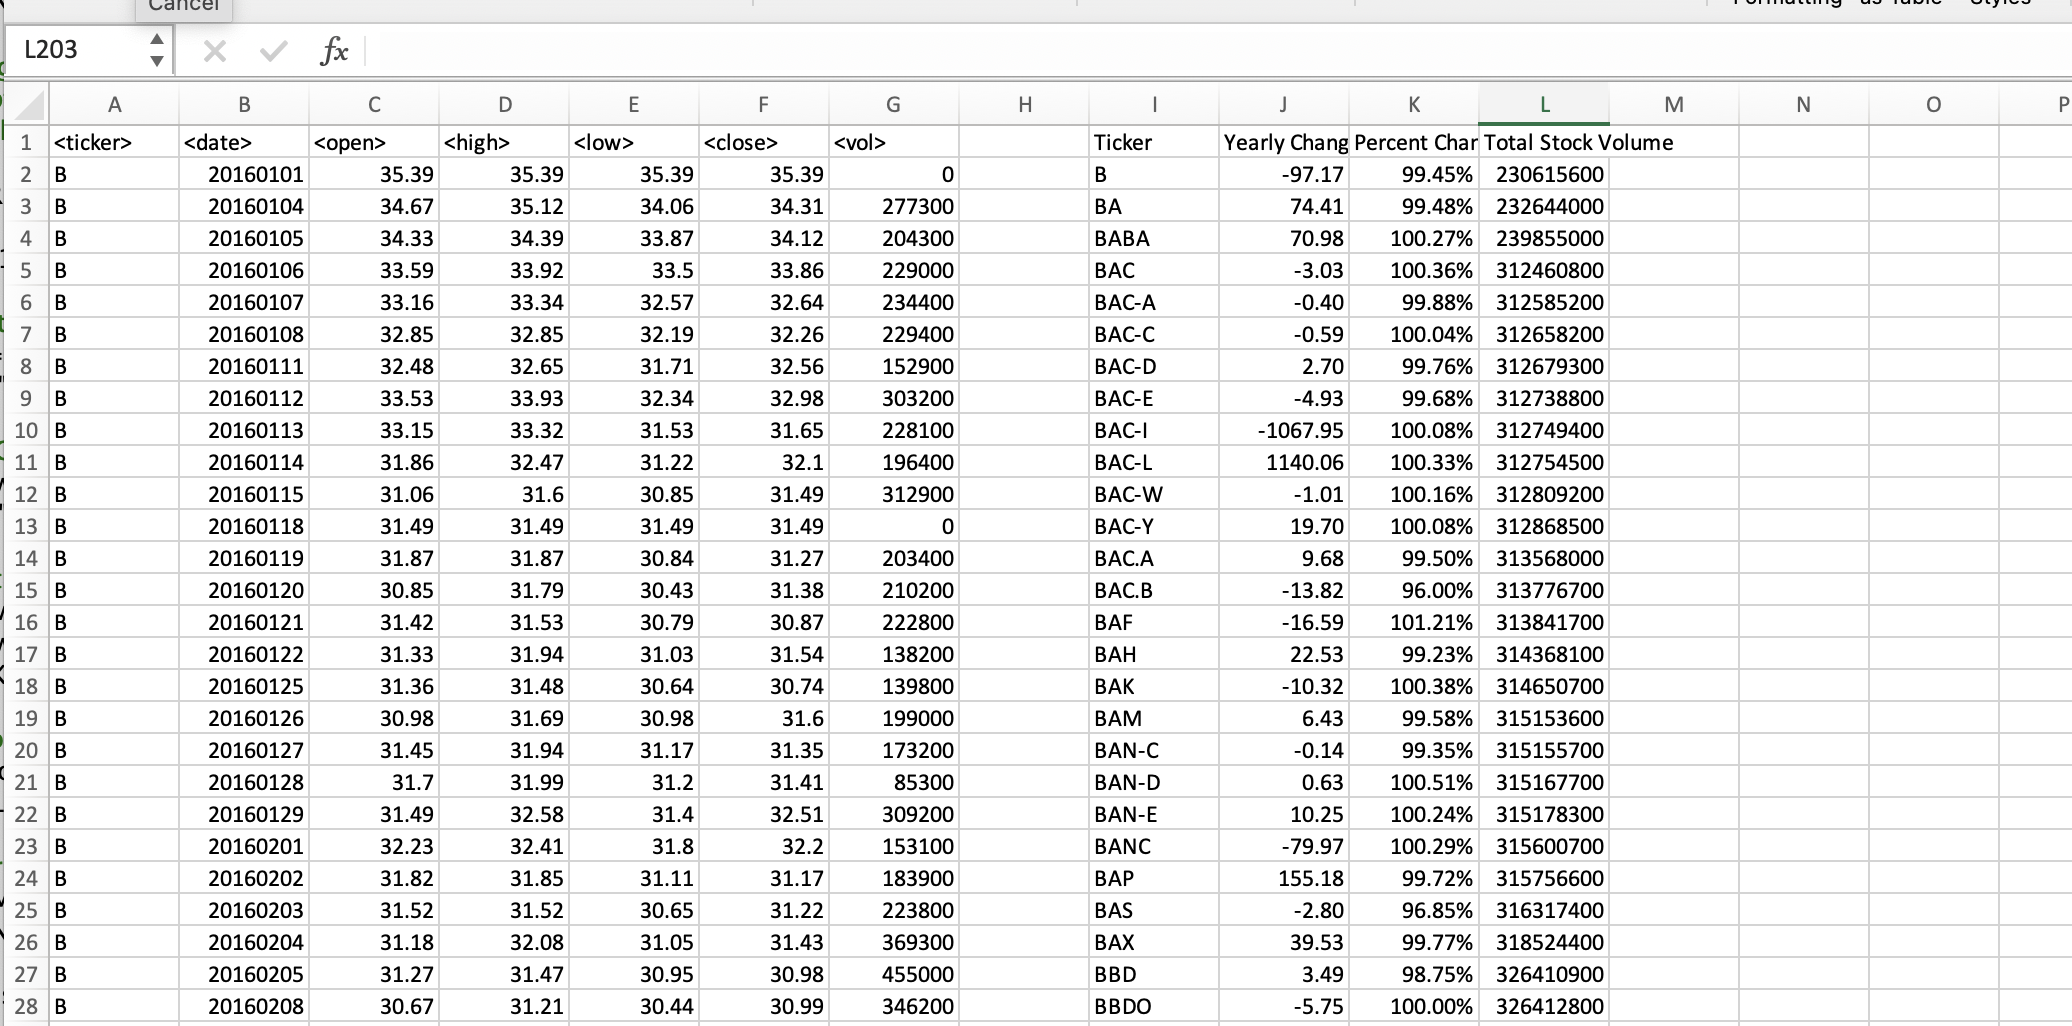 Cancel
Formatting as Table Styles
L203 fx
A B C D E F G H I J K L M N O P
1 <ticker> <date> <open> <high> <low> <close> <vol> Ticker Yearly Chang Percent Char Total Stock Volume
2 B 20160101 35.39 35.39 35.39 35.39 0 B -97.17 99.45% 230615600
3 B 20160104 34.67 35.12 34.06 34.31 277300 BA 74.41 99.48% 232644000
4 B 20160105 34.33 34.39 33.87 34.12 204300 BABA 70.98 100.27% 239855000
5 B 20160106 33.59 33.92 33.5 33.86 229000 BAC -3.03 100.36% 312460800
6 B 20160107 33.16 33.34 32.57 32.64 234400 BAC-A -0.40 99.88% 312585200
7 B 20160108 32.85 32.85 32.19 32.26 229400 BAC-C -0.59 100.04% 312658200
8 B 20160111 32.48 32.65 31.71 32.56 152900 BAC-D 2.70 99.76% 312679300
9 B 20160112 33.53 33.93 32.34 32.98 303200 BAC-E -4.93 99.68% 312738800
10 B 20160113 33.15 33.32 31.53 31.65 228100 BAC-I -1067.95 100.08% 312749400
11 B 20160114 31.86 32.47 31.22 32.1 196400 BAC-L 1140.06 100.33% 312754500
12 B 20160115 31.06 31.6 30.85 31.49 312900 BAC-W -1.01 100.16% 312809200
13 B 20160118 31.49 31.49 31.49 31.49 0 BAC-Y 19.70 100.08% 312868500
14 B 20160119 31.87 31.87 30.84 31.27 203400 BAC.A 9.68 99.50% 313568000
15 B 20160120 30.85 31.79 30.43 31.38 210200 BAC.B -13.82 96.00% 313776700
16 B 20160121 31.42 31.53 30.79 30.87 222800 BAF -16.59 101.21% 313841700
17 B 20160122 31.33 31.94 31.03 31.54 138200 BAH 22.53 99.23% 314368100
18 B 20160125 31.36 31.48 30.64 30.74 139800 BAK -10.32 100.38% 314650700
19 B 20160126 30.98 31.69 30.98 31.6 199000 BAM 6.43 99.58% 315153600
20 B 20160127 31.45 31.94 31.17 31.35 173200 BAN-C -0.14 99.35% 315155700
21 B 20160128 31.7 31.99 31.2 31.41 85300 BAN-D 0.63 100.51% 315167700
22 B 20160129 31.49 32.58 31.4 32.51 309200 BAN-E 10.25 100.24% 315178300
23 B 20160201 32.23 32.41 31.8 32.2 153100 BANC -79.97 100.29% 315600700
24 B 20160202 31.82 31.85 31.11 31.17 183900 BAP 155.18 99.72% 315756600
25 B 20160203 31.52 31.52 30.65 31.22 223800 BAS -2.80 96.85% 316317400
26 B 20160204 31.18 32.08 31.05 31.43 369300 BAX 39.53 99.77% 318524400
27 B 20160205 31.27 31.47 30.95 30.98 455000 BBD 3.49 98.75% 326410900
28 B 20160208 30.67 31.21 30.44 30.99 346200 BBDO -5.75 100.00% 326412800